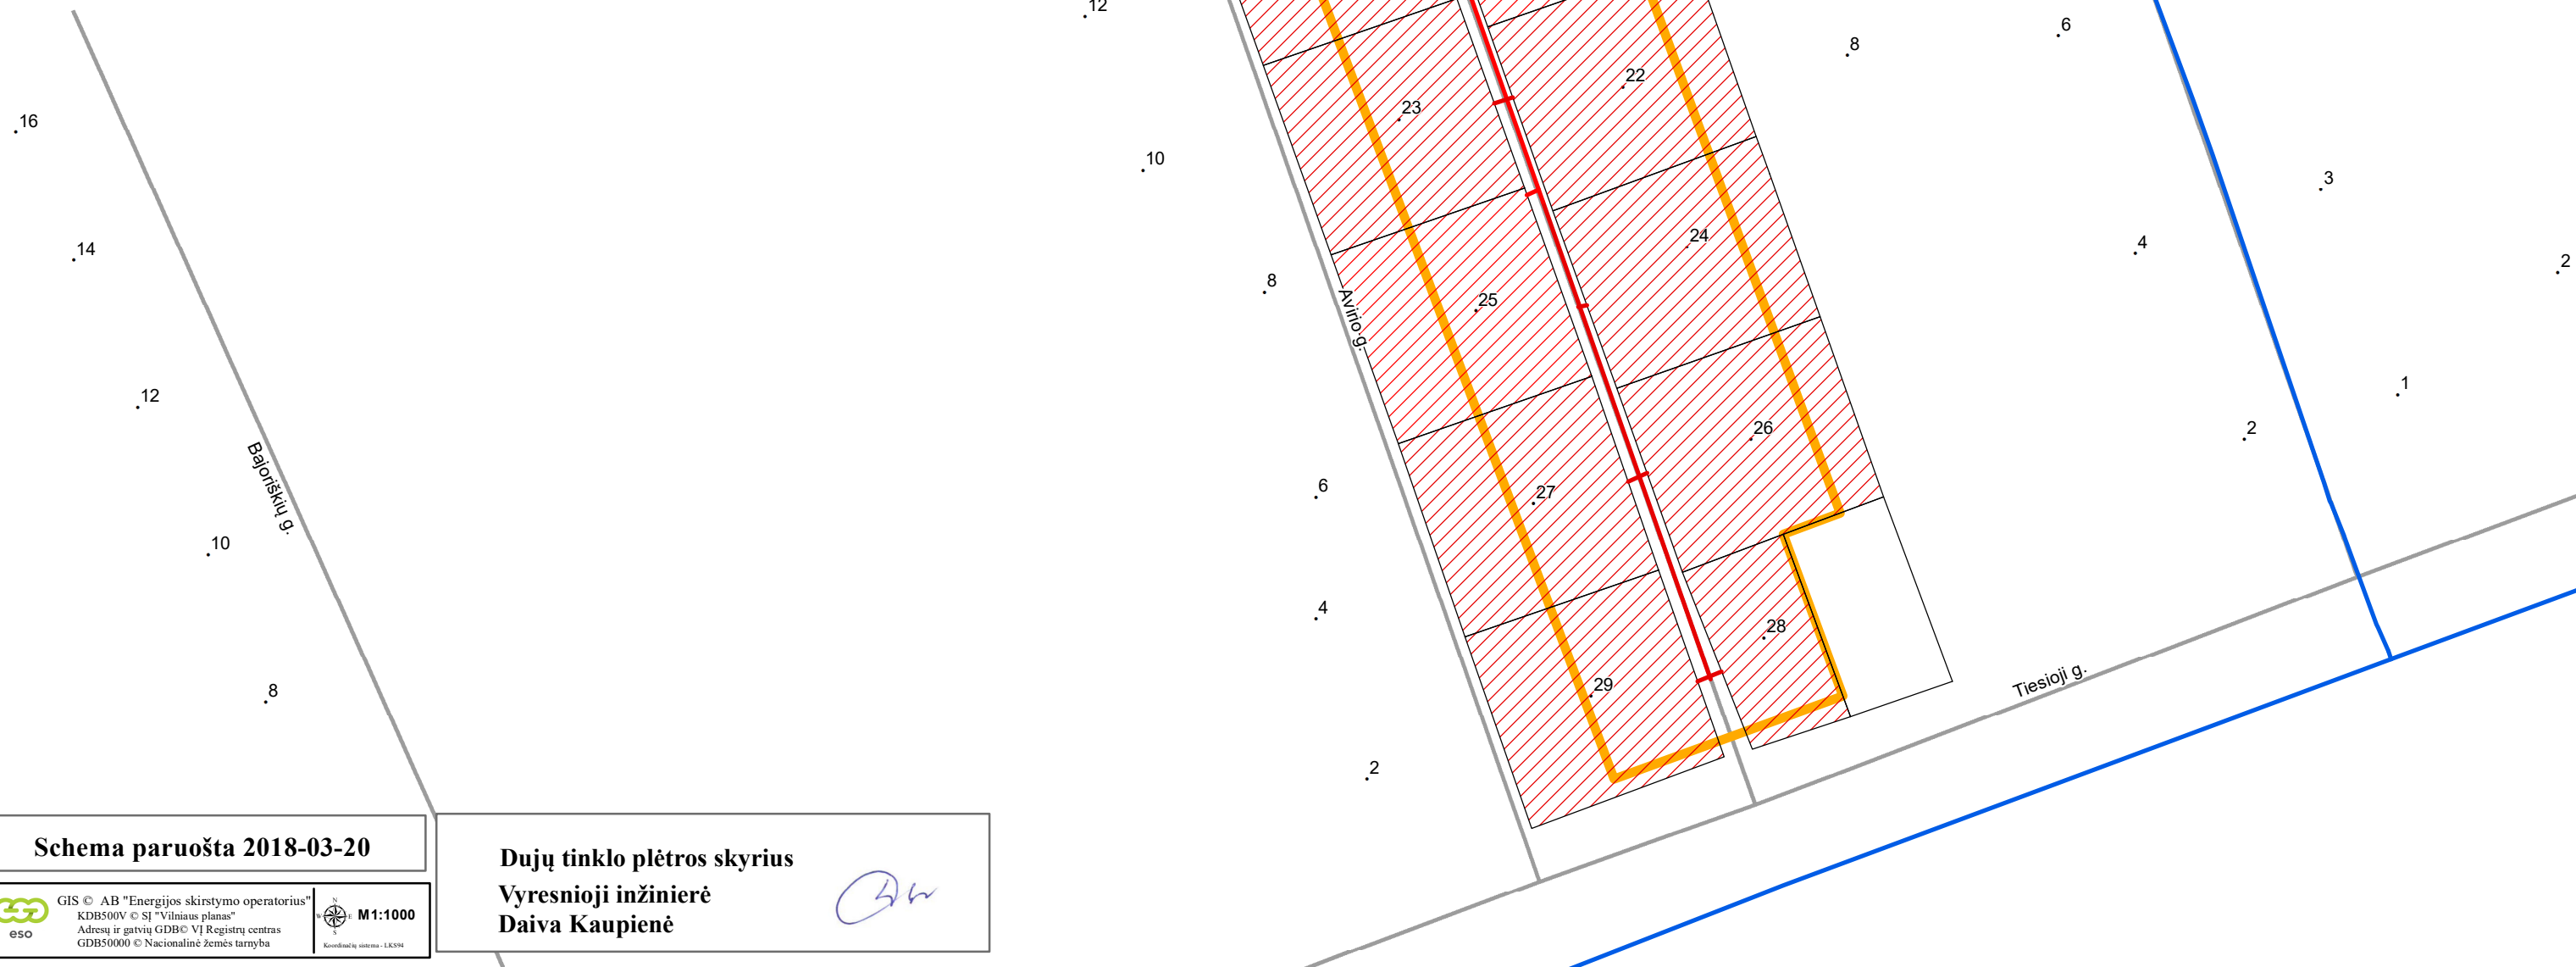 12
6
8
22
16
23
10
3
24
4
14
2
8
Avirio g.
25
1
12
26
2
Bajoriškių g.
6
27
10
4
28
Tiesioji g.
8
29
2
Schema paruošta 2018-03-20
Dujų tinklo plėtros skyrius
Vyresnioji inžinierė
Daiva Kaupienė
eso
GIS © AB "Energijos skirstymo operatorius"
KDB500V © SĮ "Vilniaus planas"
Adresų ir gatvių GDB© VĮ Registrų centras
GDB50000 © Nacionalinė žemės tarnyba
N
W E
S
M1:1000
Koordinačių sistema - LKS94